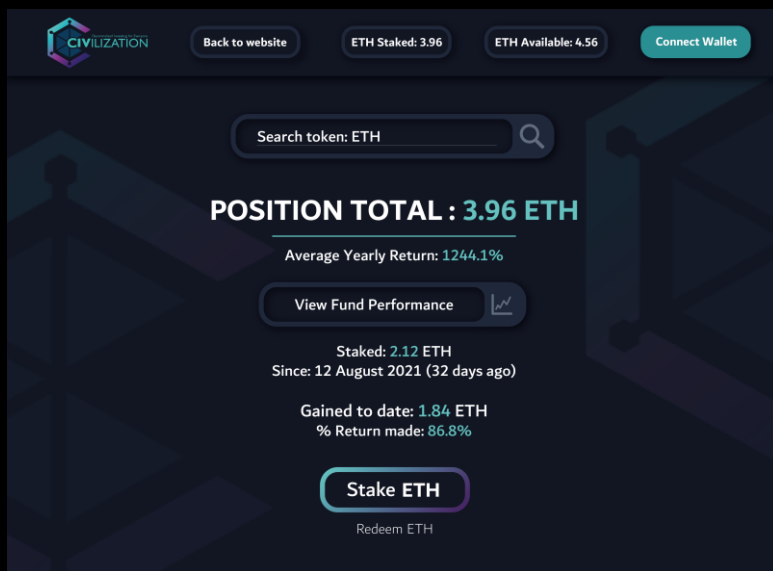 CIVILIZATION
Back to website
ETH Staked: 3.96
ETH Available: 4.56
Connect Wallet
Search token: ETH
POSITION TOTAL : 3.96 ETH
Average Yearly Return: 1244.1%
View Fund Performance
Staked: 2.12 ETH
Since: 12 August 2021 (32 days ago)
Gained to date: 1.84 ETH
% Return made: 86.8%
Stake ETH
Redeem ETH